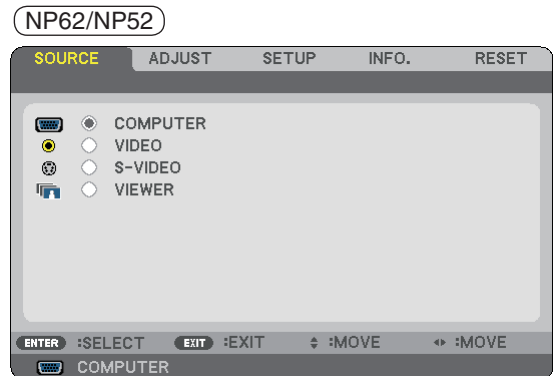 NP62/NP52
SOURCE ADJUST SETUP INFO. RESET
COMPUTER
VIDEO
S-VIDEO
VIEWER
ENTER :SELECT EXIT :EXIT :MOVE :MOVE
COMPUTER